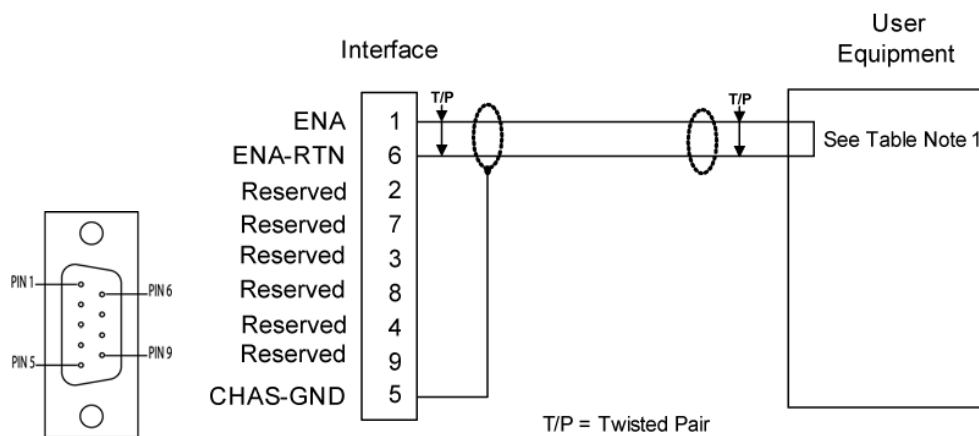 User
Equipment
Interface
T/P
T/P
ENA 1
See Table Note 1
ENA-RTN 6
Reserved 2
Reserved 7
Reserved 3
Reserved 8
Reserved 4
Reserved 9
CHAS-GND 5
PIN 1
PIN 6
PIN 5
PIN 9
T/P = Twisted Pair